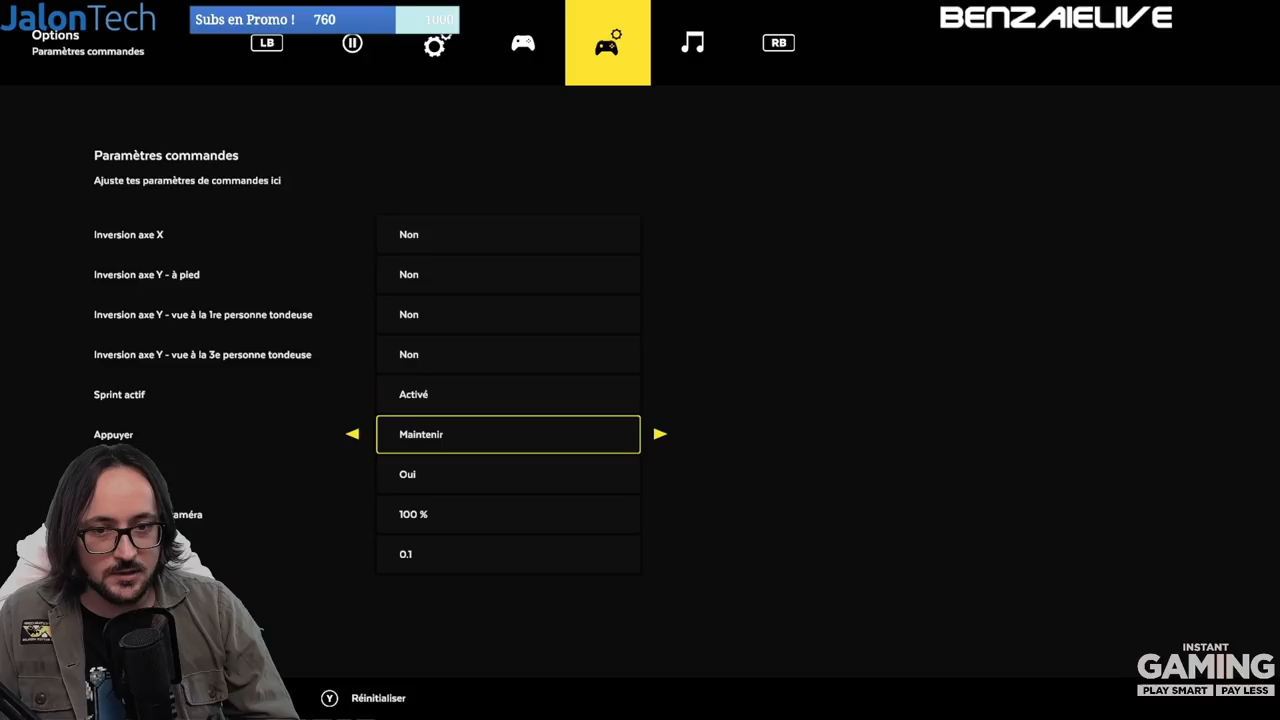 JalonTech
Subs en Promo ! 760 1000
BENZAIELIVE
Options
Paramètres commandes
LB
RB
Paramètres commandes
Ajuste tes paramètres de commandes ici
Inversion axe X Non
Inversion axe Y - à pied Non
Inversion axe Y - vue à la 1re personne tondeuse Non
Inversion axe Y - vue à la 3e personne tondeuse Non
Sprint actif Activé
Appuyer Maintenir
Oui
améra 100 %
0.1
INSTANT
GAMING
PLAY SMART PAY LESS
Y Réinitialiser